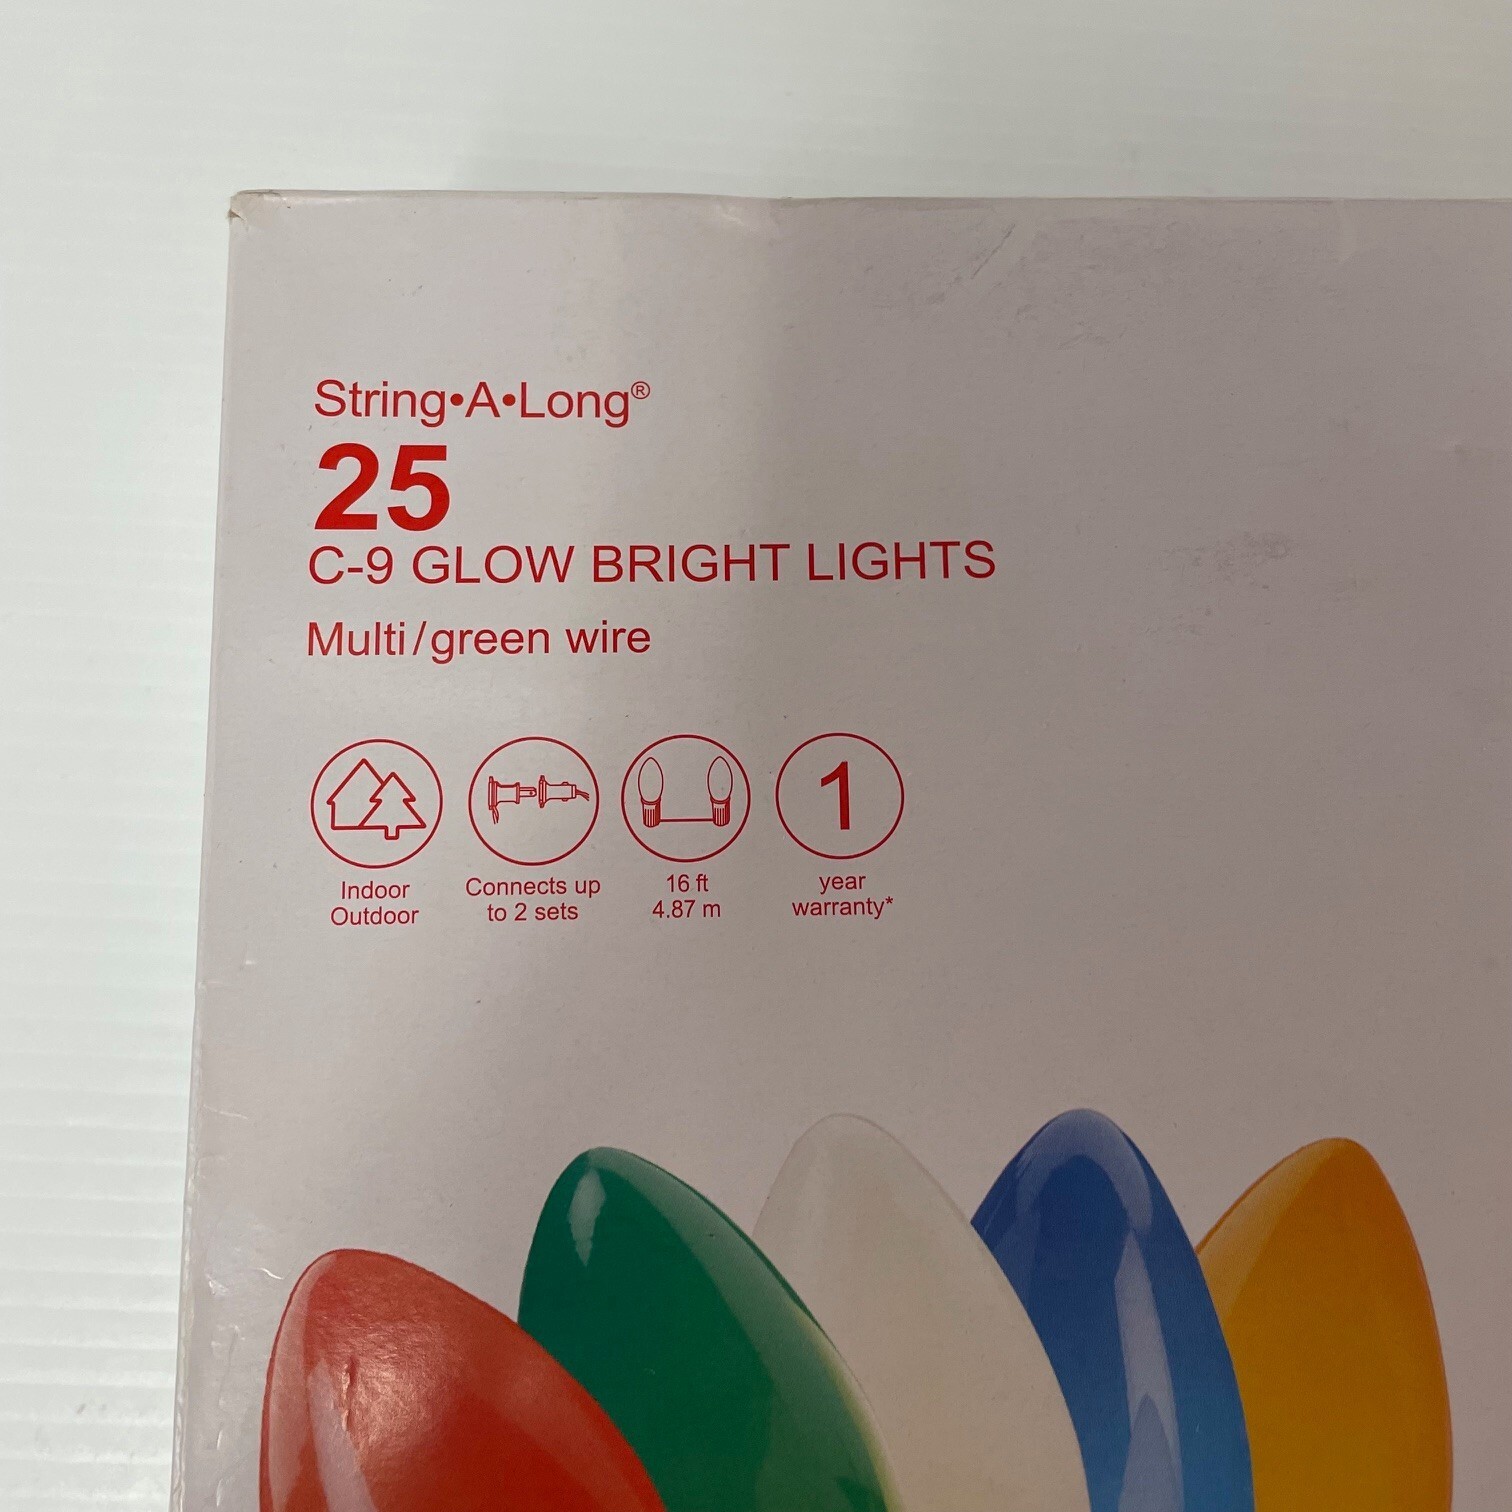 String•A•Long®
25
C-9 GLOW BRIGHT LIGHTS
Multi/green wire
1
Indoor
Outdoor
Connects up
to 2 sets
16 ft
4.87 m
year
warranty*